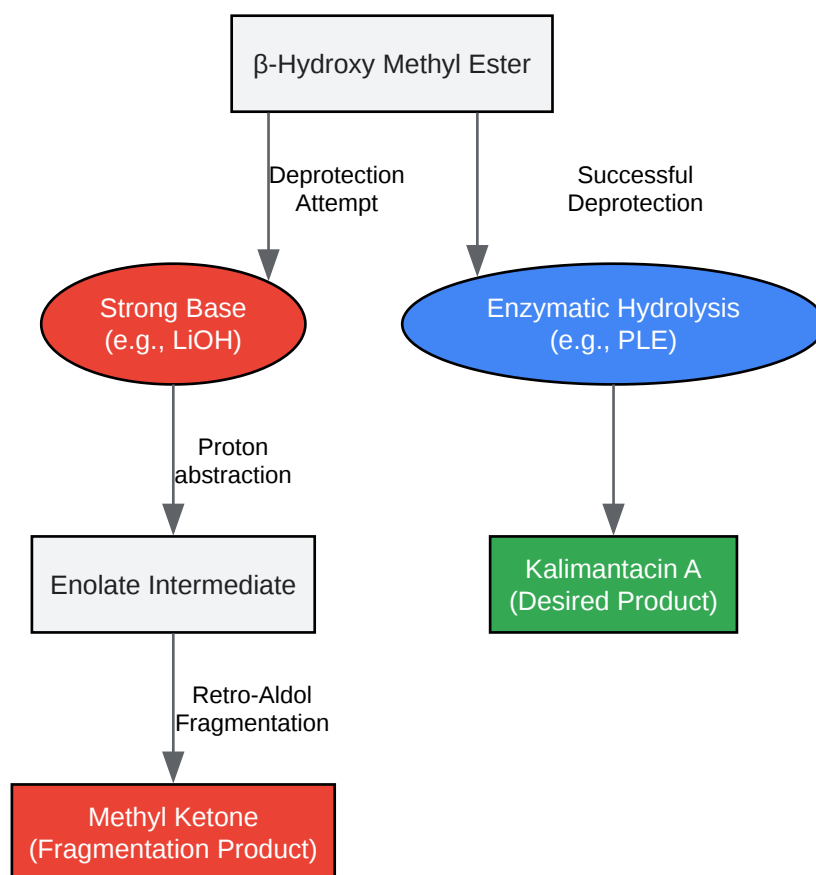 β-Hydroxy Methyl Ester
Deprotection
Attempt
Successful
Deprotection
Strong Base
(e.g., LiOH)
Enzymatic Hydrolysis
(e.g., PLE)
Proton
abstraction
Enolate Intermediate
Kalimantacin A
(Desired Product)
Retro-Aldol
Fragmentation
Methyl Ketone
(Fragmentation Product)